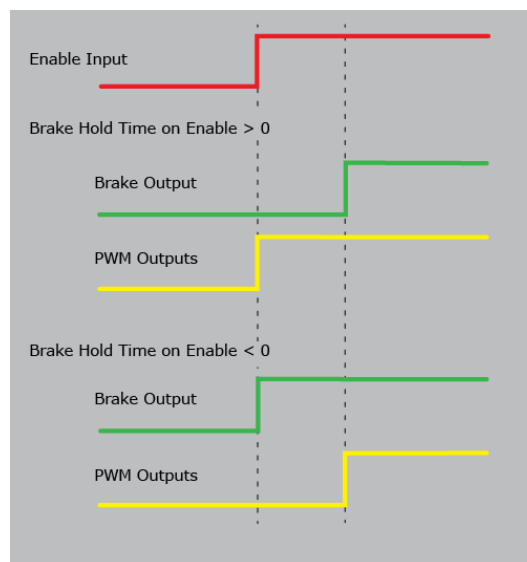 Enable Input
Brake Hold Time on Enable > 0
Brake Output
PWM Outputs
Brake Hold Time on Enable < 0
Brake Output
PWM Outputs